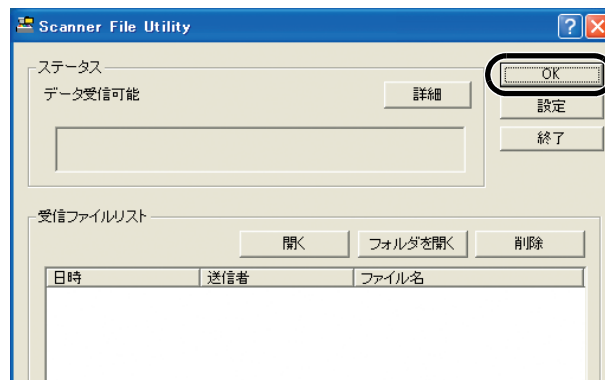 Scanner File Utility
ステータス
OK
データ受信可能
詳細
設定
終了
受信ファイルリスト
開く
フォルダを開く
削除
日時
送信者
ファイル名